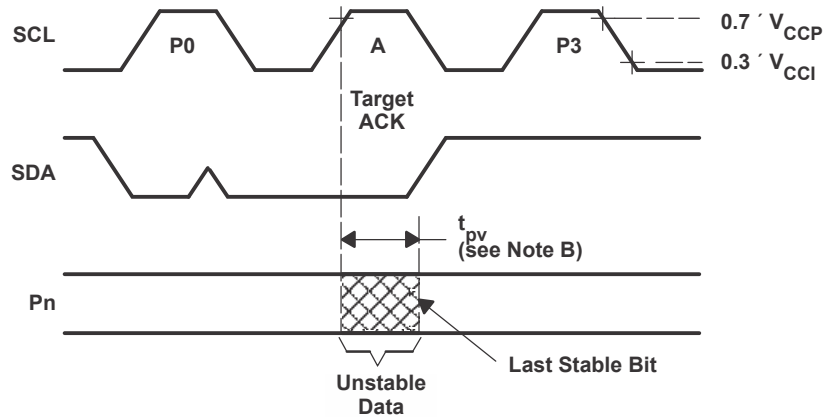 SCL
P0
A
P3
0.7 ´ VCCP
0.3 ´ VCCI
Target
ACK
SDA
tpv
(see Note B)
Pn
Last Stable Bit
Unstable
Data